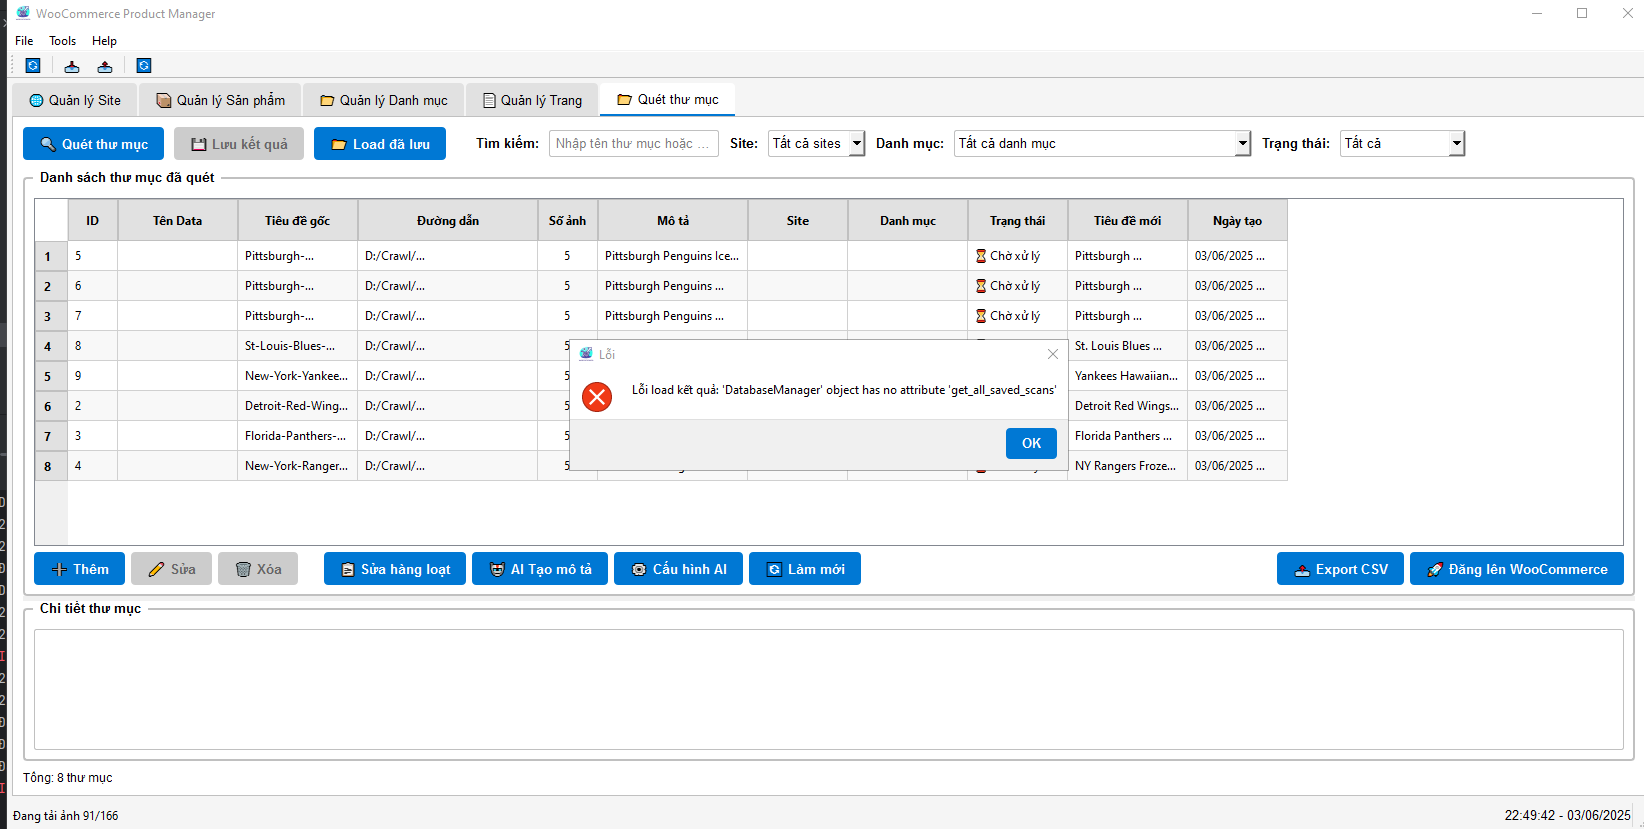 WooCommerce Product Manager
File Tools Help
Quản lý Site Quản lý Sản phẩm Quản lý Danh mục Quản lý Trang Quét thư mục
Quét thư mục Lưu kết quả Load đã lưu Tìm kiếm: Nhập tên thư mục hoặc ... Site: Tất cả sites Danh mục: Tất cả danh mục Trạng thái: Tất cả
Danh sách thư mục đã quét
ID Tên Data Tiêu đề gốc Đường dẫn Số ảnh Mô tả Site Danh mục Trạng thái Tiêu đề mới Ngày tạo
1 5 Pittsburgh-... D:/Crawl/... 5 Pittsburgh Penguins Ice... Chờ xử lý Pittsburgh ... 03/06/2025 ...
2 6 Pittsburgh-... D:/Crawl/... 5 Pittsburgh Penguins ... Chờ xử lý Pittsburgh ... 03/06/2025 ...
3 7 Pittsburgh-... D:/Crawl/... 5 Pittsburgh Penguins ... Chờ xử lý Pittsburgh ... 03/06/2025 ...
4 8 St-Louis-Blues-... D:/Crawl/... 5 St. Louis Blues ... 03/06/2025 ...
5 9 New-York-Yankee... D:/Crawl/... 5 Yankees Hawaiian... 03/06/2025 ...
6 2 Detroit-Red-Wing... D:/Crawl/... 5 Detroit Red Wings... 03/06/2025 ...
7 3 Florida-Panthers-... D:/Crawl/... 5 Florida Panthers ... 03/06/2025 ...
8 4 New-York-Ranger... D:/Crawl/... 5 NY Rangers Froze... 03/06/2025 ...
Lỗi
Lỗi load kết quả: 'DatabaseManager' object has no attribute 'get_all_saved_scans'
OK
Thêm Sửa Xóa Sửa hàng loạt AI Tạo mô tả Cấu hình AI Làm mới Export CSV Đăng lên WooCommerce
Chi tiết thư mục
Tổng: 8 thư mục
Đang tải ảnh 91/166 22:49:42 - 03/06/2025